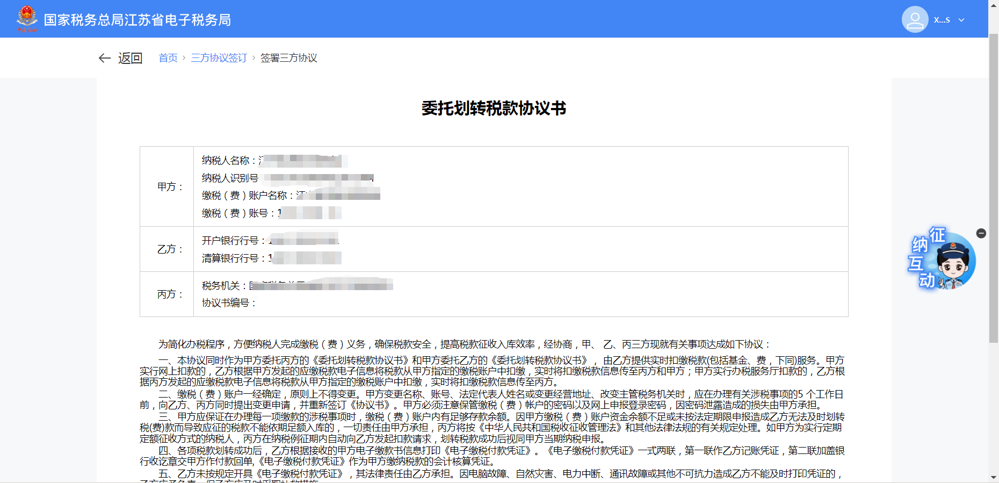 国家税务总局江苏省电子税务局
x...s
返回 首页 > 三方协议签订 > 签署三方协议
委托划转税款协议书
甲方：
纳税人名称：
纳税人识别号
缴税（费）账户名称：
缴税（费）账号：1
乙方：
开户银行行号：
清算银行行号：1
丙方：
税务机关：
协议书编号：
征
纳
互
动
为简化办税程序，方便纳税人完成缴税（费）义务，确保税款安全，提高税款征收入库效率，经协商，甲、 乙、丙三方现就有关事项达成如下协议：
一、本协议同时作为甲方委托丙方的《委托划转税款协议书》和甲方委托乙方的《委托划转税款协议书》， 由乙方提供实时扣缴税款(包括基金、费，下同)服务。甲方
实行网上扣款的，乙方根据甲方发起的应缴税款电子信息将税款从甲方指定的缴税账户中扣缴，实时将扣缴税款信息传至丙方和甲方；甲方实行办税服务厅扣款的，乙方根
据丙方发起的应缴税款电子信息将税款从甲方指定的缴税账户中扣缴，实时将扣缴税款信息传至丙方。
二、缴税（费）账户一经确定，原则上不得变更。甲方变更名称、账号、法定代表人姓名或变更经营地址、改变主管税务机关时，应在办理有关涉税事项的5 个工作日
前，向乙方、丙方同时提出变更申请，并重新签订《协议书》。甲方必须注意保管缴税（费）帐户的密码以及网上申报登录密码，因密码泄露造成的损失由甲方承担。
三、甲方应保证在办理每一项缴款的涉税事项时，缴税（费）账户内有足够存款余额。因甲方缴税（费）账户资金余额不足或未按法定期限申报造成乙方无法及时划转
税(费)款而导致应征的税款不能依期足额入库的，一切责任由甲方承担，丙方将按《中华人民共和国税收征收管理法》和其他法律法规的有关规定处理。如甲方为实行定期
定额征收方式的纳税人，丙方在纳税例征期内自动向乙方发起扣款请求，划转税款成功后视同甲方当期纳税申报。
四、各项税款划转成功后，乙方根据接收的甲方电子缴款书信息打印《电子缴税付款凭证》。《电子缴税付款凭证》一式两联，第一联作乙方记账凭证，第二联加盖银
行收讫章交甲方作付款回单,《电子缴税付款凭证》作为甲方缴纳税款的会计核算凭证。
五、乙方未按规定开具《电子缴税付款凭证》，其法律责任由乙方承担。因电脑故障、自然灾害、电力中断、通讯故障或其他不可抗力造成乙方不能及时打印凭证的，